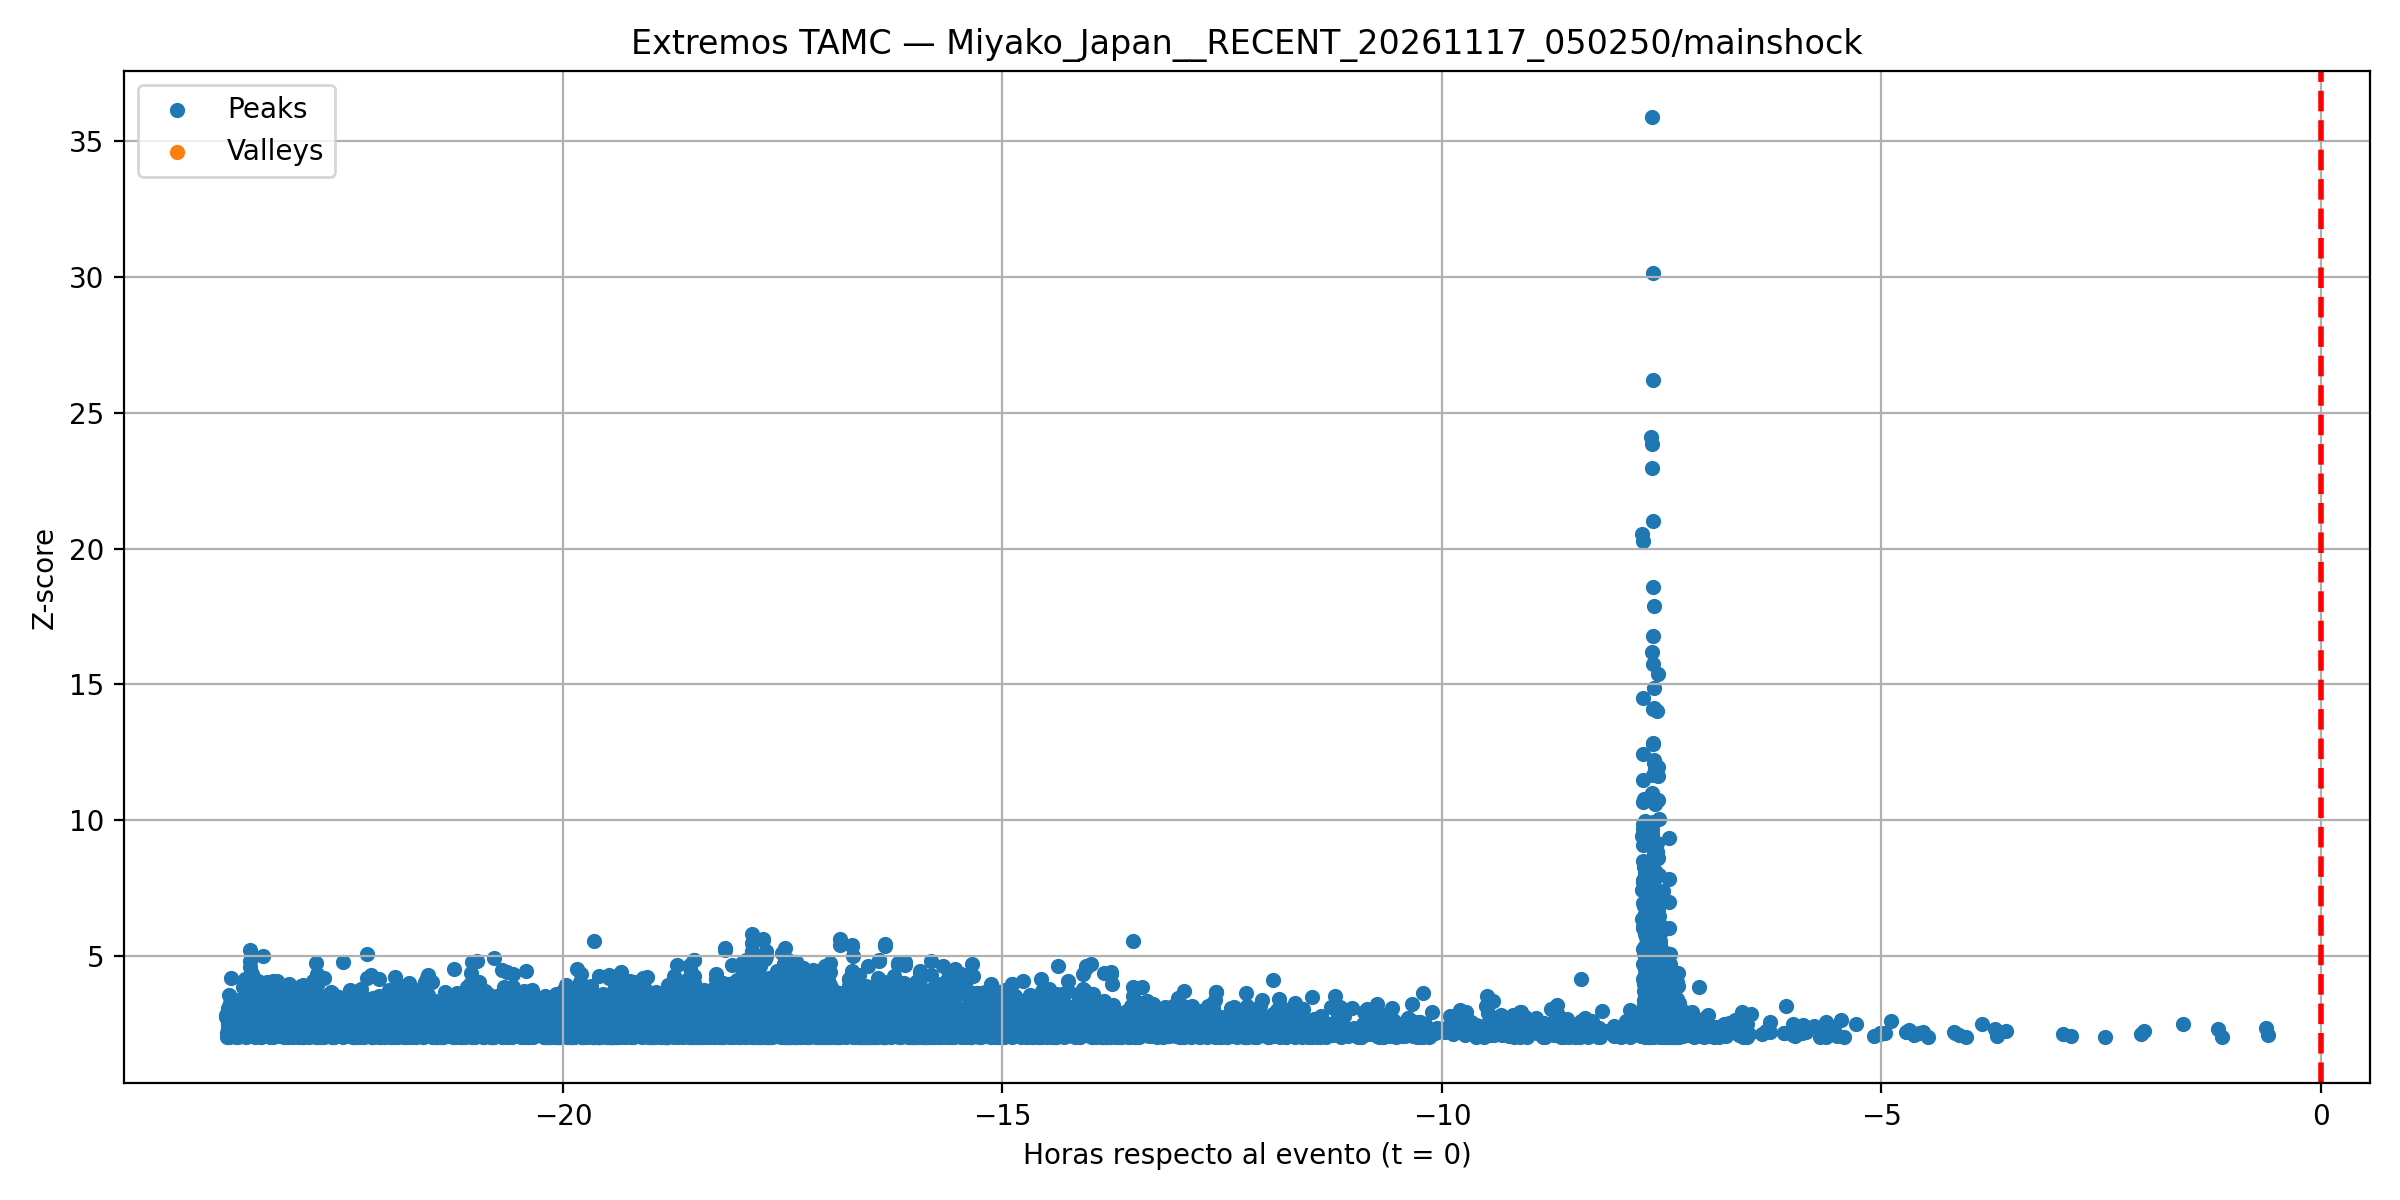 Extremos TAMC — Miyako_Japan__RECENT_20261117_050250/mainshock
Peaks
Valleys
35
30
25
20
15
10
5
Z-score
−20
−15
−10
−5
0
Horas respecto al evento (t = 0)